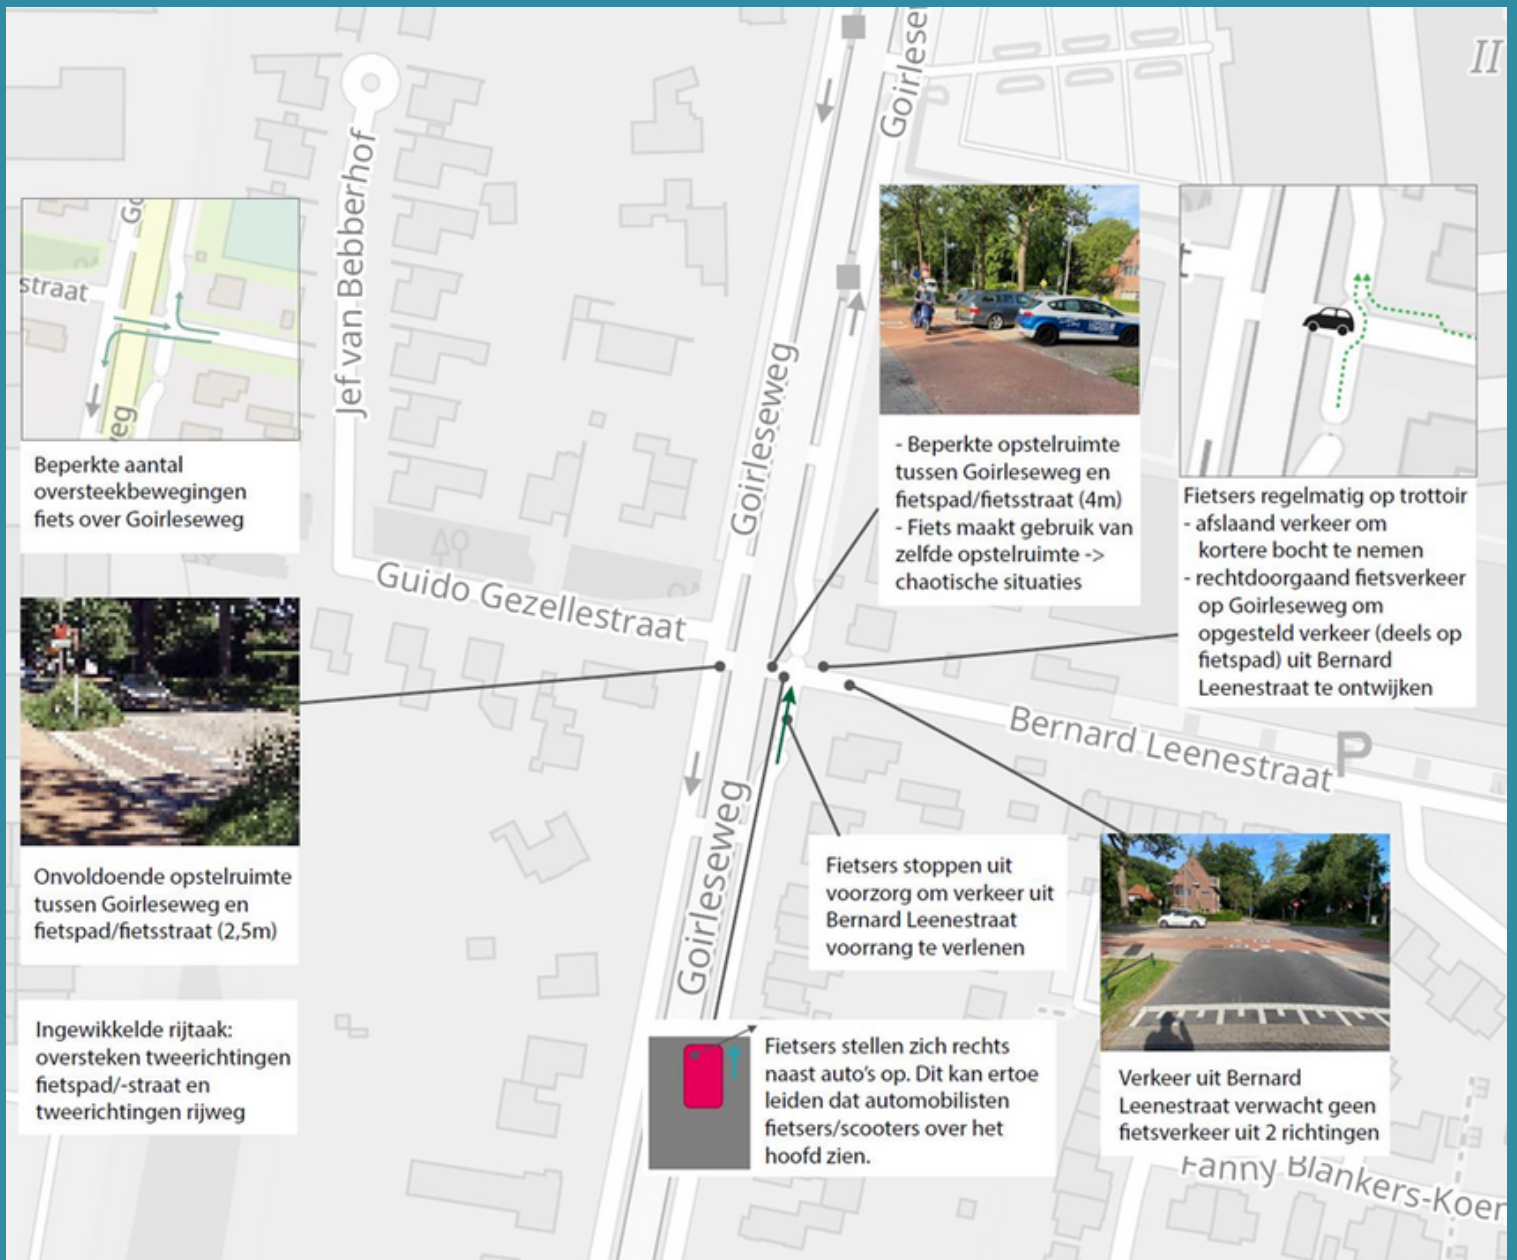 II
Goirlese
Jef van Bebberhof
Go
straat
weg
Beperkte aantal
oversteekbewegingen
fiets over Goirleseweg
- Beperkte opstelruimte
tussen Goirleseweg en
fietspad/fietsstraat (4m)
- Fiets maakt gebruik van
zelfde opstelruimte ->
chaotische situaties
t
Fietsers regelmatig op trottoir
- afslaand verkeer om
kortere bocht te nemen
- rechtdoorgaand fietsverkeer
op Goirleseweg om
opgesteld verkeer (deels op
fietspad) uit Bernard
Leenestraat te ontwijken
Goirleseweg
Guido Gezellestraat
Bernard Leenestraat
P
Onvoldoende opstelruimte
tussen Goirleseweg en
fietspad/fietsstraat (2,5m)
Goirleseweg
Fietsers stoppen uit
voorzorg om verkeer uit
Bernard Leenestraat
voorrang te verlenen
Ingewikkelde rijtaak:
oversteken tweerichtingen
fietspad/-straat en
tweerichtingen rijweg
Fietsers stellen zich rechts
naast auto's op. Dit kan ertoe
leiden dat automobilisten
fietsers/scooters over het
hoofd zien.
Verkeer uit Bernard
Leenestraat verwacht geen
fietsverkeer uit 2 richtingen
Fanny Blankers-Koen